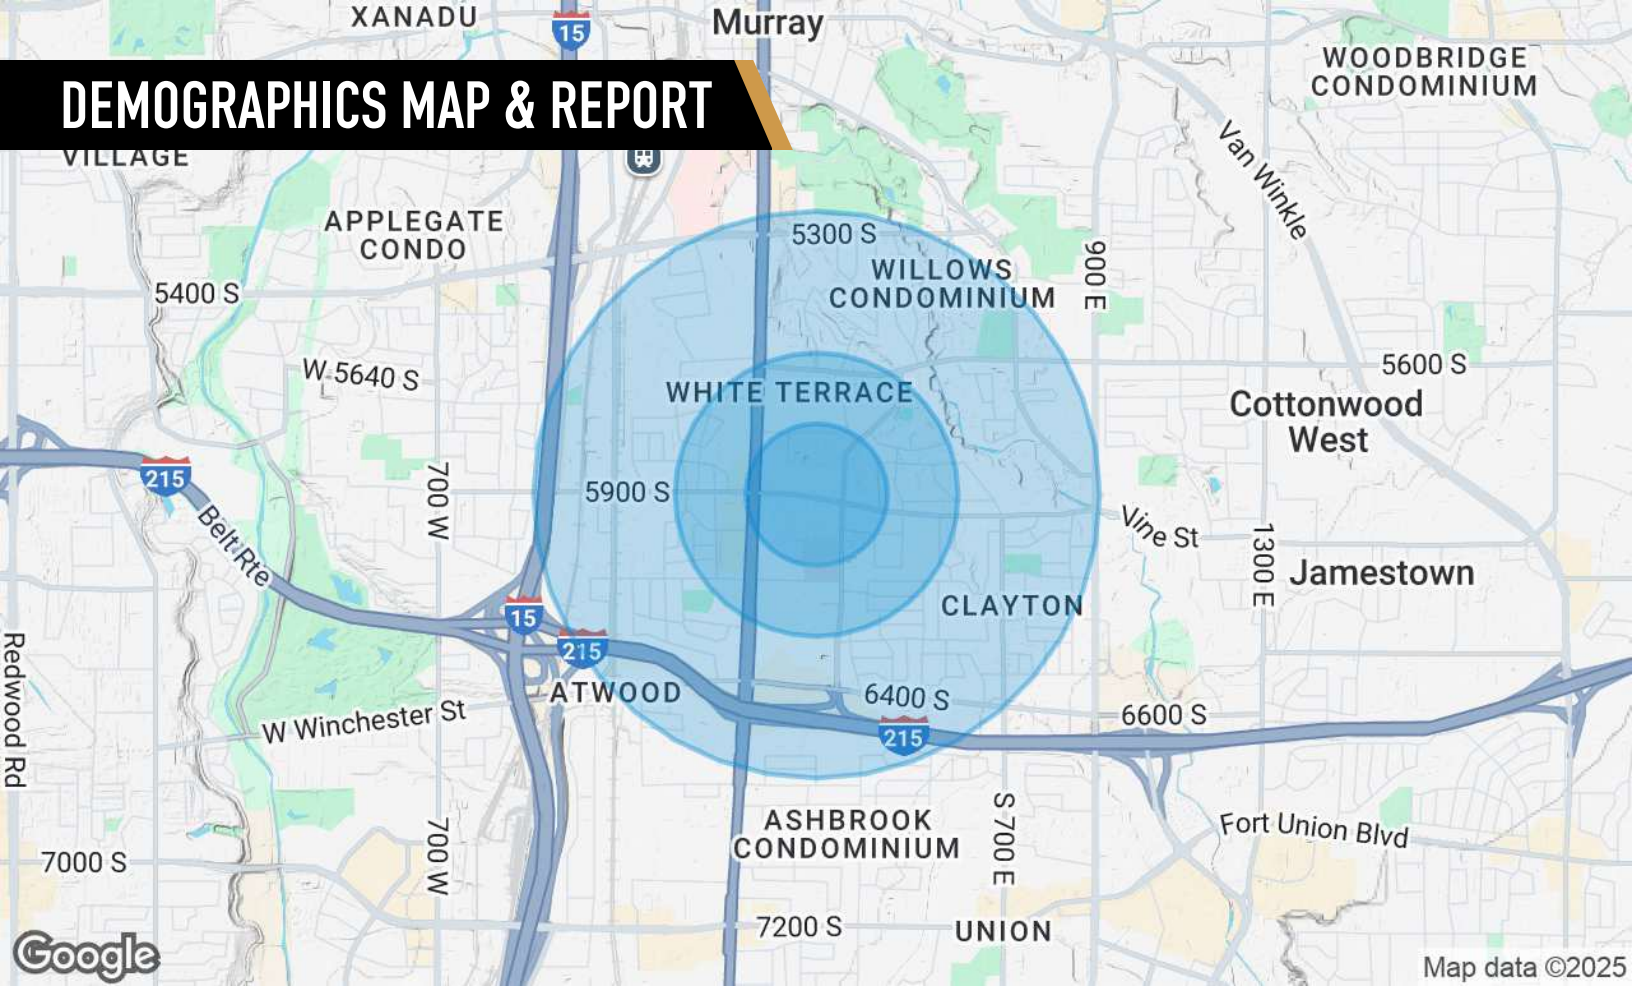 XANADU
15
Murray
WOODBRIDGE
CONDOMINIUM
DEMOGRAPHICS MAP & REPORT
VILLAGE
Van Winkle
APPLEGATE
CONDO
5300 S
900 E
WILLOWS
CONDOMINIUM
5400 S
W 5640 S
5600 S
WHITE TERRACE
Cottonwood
West
215
700 W
5900 S
Belt Rte
Vine St
1300 E
Jamestown
15
CLAYTON
215
Redwood Rd
ATWOOD
6400 S
W Winchester St
6600 S
215
ASHBROOK
CONDOMINIUM
S 700 E
Fort Union Blvd
7000 S
700 W
7200 S
UNION
Google
Map data ©2025